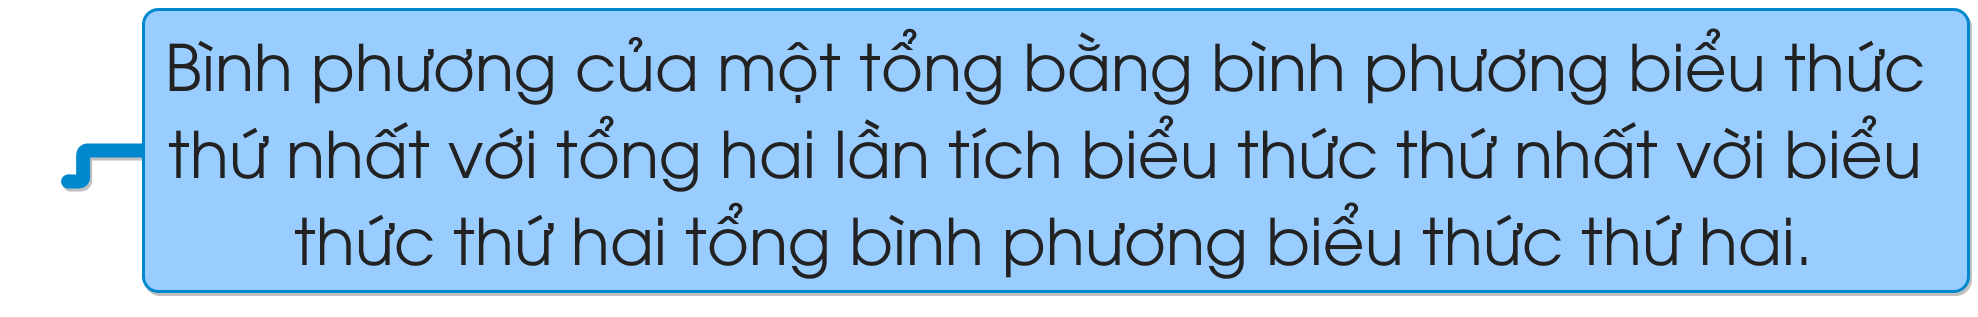 Bình phương của một tổng bằng bình phương biểu thức
thứ nhất với tổng hai lần tích biểu thức thứ nhất vời biểu
thức thứ hai tổng bình phương biểu thức thứ hai.